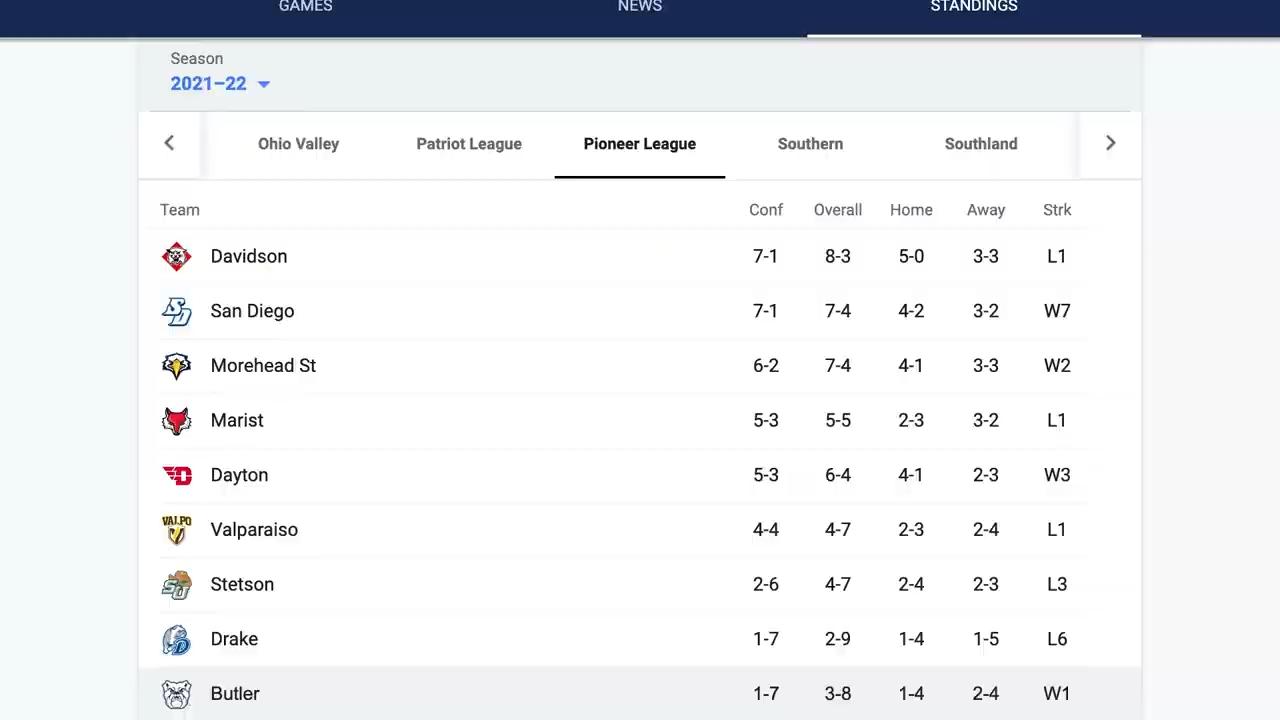 GAMES NEWS STANDINGS
Season
2021–22
Ohio Valley Patriot League Pioneer League Southern Southland
Team Conf Overall Home Away Strk
Davidson 7-1 8-3 5-0 3-3 L1
San Diego 7-1 7-4 4-2 3-2 W7
Morehead St 6-2 7-4 4-1 3-3 W2
Marist 5-3 5-5 2-3 3-2 L1
Dayton 5-3 6-4 4-1 2-3 W3
VALPO
Valparaiso 4-4 4-7 2-3 2-4 L1
Stetson 2-6 4-7 2-4 2-3 L3
Drake 1-7 2-9 1-4 1-5 L6
Butler 1-7 3-8 1-4 2-4 W1